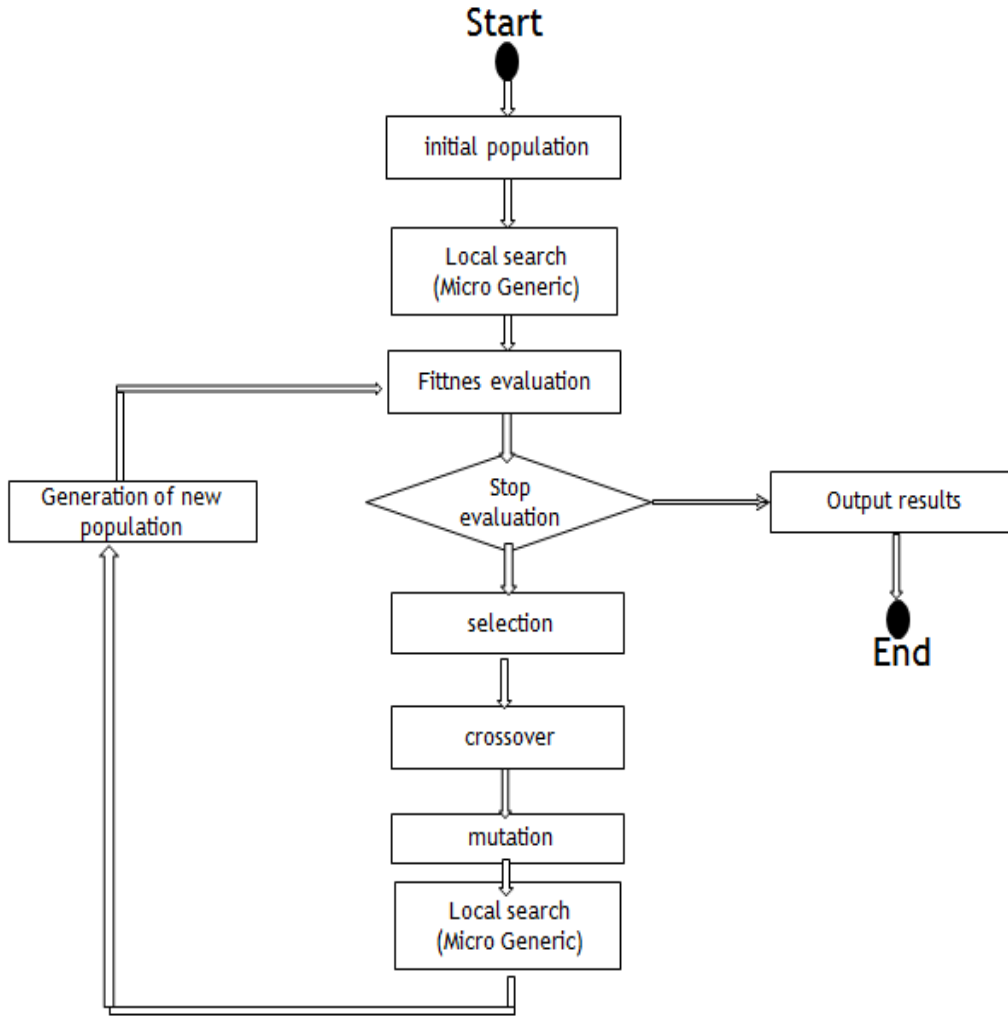 Start
initial population
Local search
(Micro Generic)
Fittnes evaluation
Stop
evaluation
Output results
End
Generation of new
population
selection
crossover
mutation
Local search
(Micro Generic)